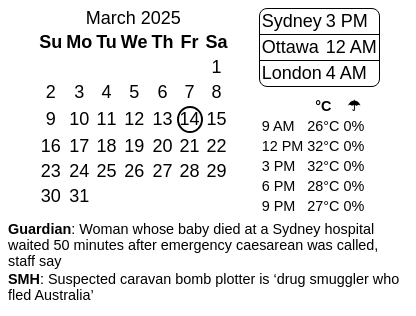 March 2025
Su Mo Tu We Th Fr Sa
1
2 3 4 5 6 7 8
9 10 11 12 13 14 15
16 17 18 19 20 21 22
23 24 25 26 27 28 29
30 31
Sydney 3 PM
Ottawa 12 AM
London 4 AM
°C ☂
9 AM 26°C 0%
12 PM 32°C 0%
3 PM 32°C 0%
6 PM 28°C 0%
9 PM 27°C 0%
Guardian: Woman whose baby died at a Sydney hospital
waited 50 minutes after emergency caesarean was called,
staff say
SMH: Suspected caravan bomb plotter is ‘drug smuggler who
fled Australia’